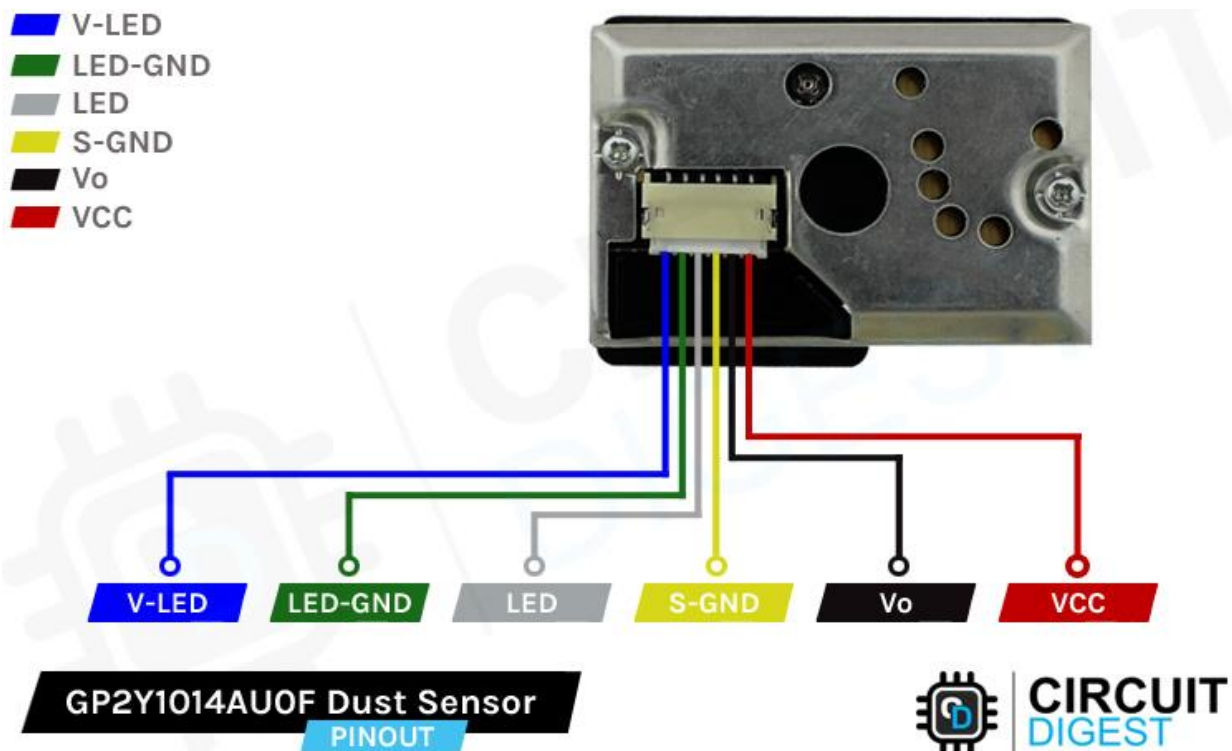 V-LED
LED-GND
LED
S-GND
Vo
VCC
V-LED
LED-GND
LED
S-GND
Vo
VCC
GP2Y1014AU0F Dust Sensor
PINOUT
CD
CIRCUIT
DIGEST